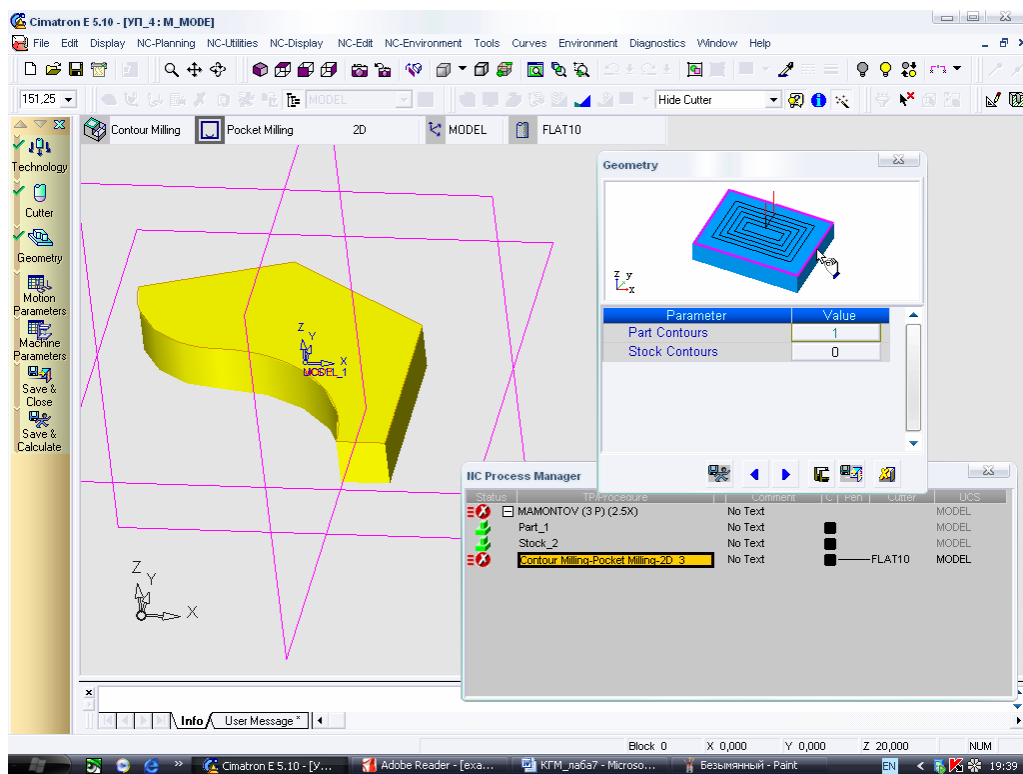 Cimatron E 5.10 - [УП_4 : M_MODE]
File Edit Display NC-Planning NC-Utilities NC-Display NC-Edit NC-Environment Tools Curves Environment Diagnostics Window Help
151,25 MODEL Hide Cutter
Contour Milling Pocket Milling 2D MODEL FLAT10
Technology
Cutter
Geometry
Motion
Parameters
Machine
Parameters
Save &
Close
Save &
Calculate
Z
Y
X
Z
Y
X
Geometry
Z Y
X
Parameter Value
Part Contours 1
Stock Contours 0
NC Process Manager
Status TP/Procedure Comment C Pen Cutter UCS
MAMONTOV (3 P) (2.5X) No Text MODEL
Part_1 No Text MODEL
Stock_2 No Text MODEL
Contour Milling-Pocket Milling-2D_3 No Text FLAT10 MODEL
Info User Message *
Block 0 X 0,000 Y 0,000 Z 20,000 NUM
Cimatron E 5.10 - [У... Adobe Reader - [exa... КГМ_лаба7 - Microso... Безымянный - Paint EN 19:39